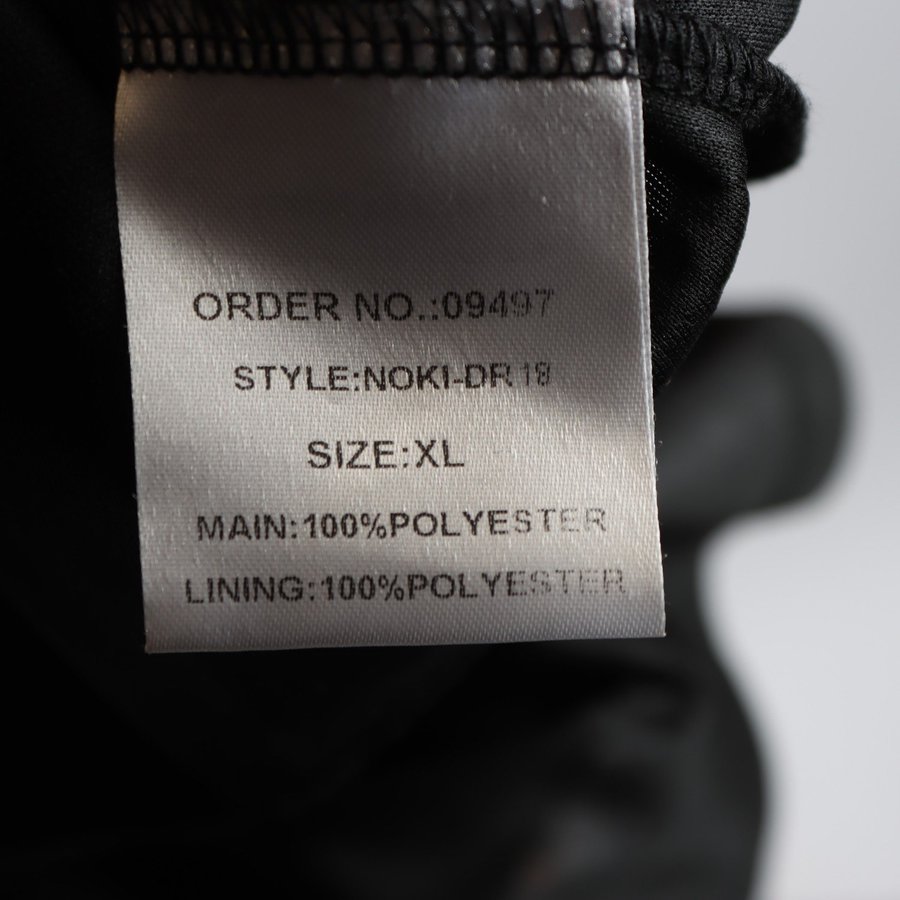 ORDER NO.:09497
STYLE:NOKI-DR18
SIZE:XL
MAIN:100%POLYESTER
LINING:100%POLYESTER